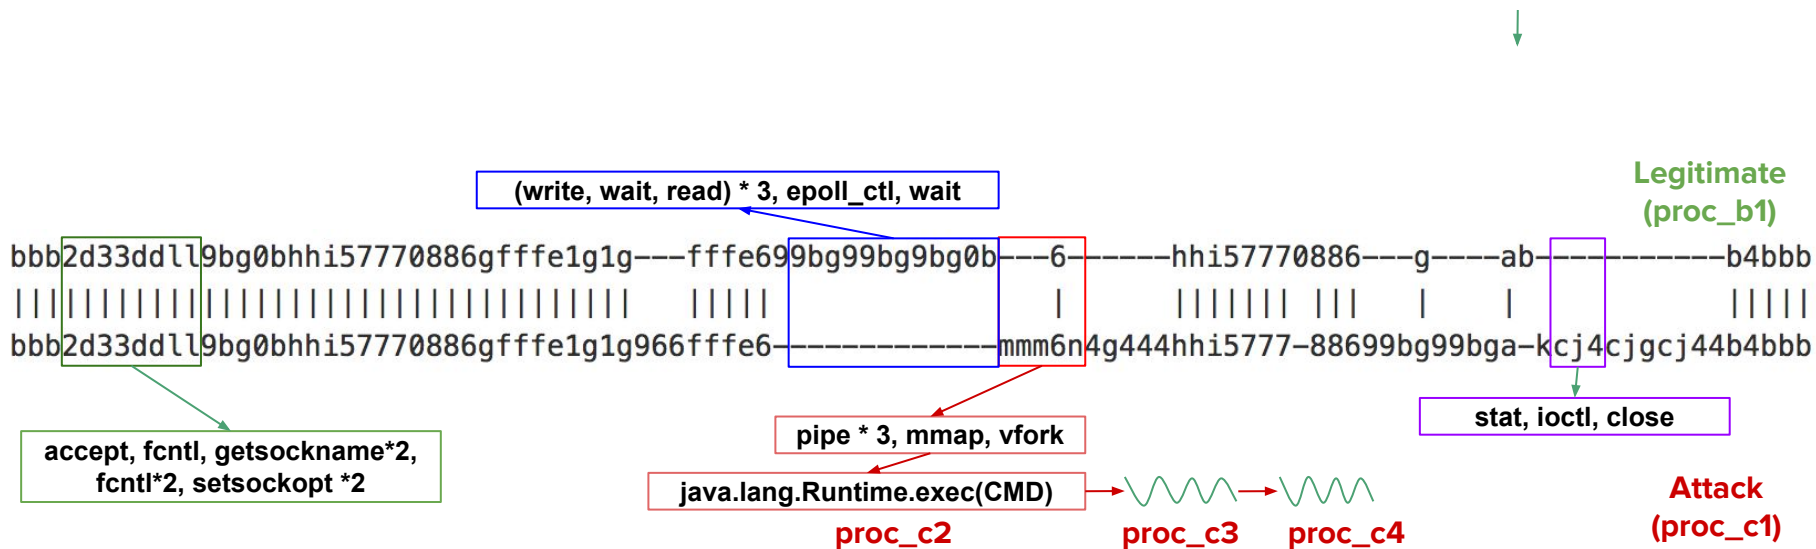 (write, wait, read) * 3, epoll_ctl, wait
Legitimate
(proc_b1)
bbb2d33ddll9bg0bhhi57770886gfffe1g1g---fffe699bg99bg9bg0b---6------hhi57770886---g----ab-----------b4bbb
|||||||||||||||||||||||||||||||||||| ||||| | ||||||| ||| | | |||||
bbb2d33ddll9bg0bhhi57770886gfffe1g1g966fffe6-------------mmm6n4g444hhi5777-88699bg99bga-kcj4cjgcj44b4bbb
accept, fcntl, getsockname*2,
fcntl*2, setsockopt *2
pipe * 3, mmap, vfork
stat, ioctl, close
java.lang.Runtime.exec(CMD)
proc_c2
proc_c3
proc_c4
Attack
(proc_c1)